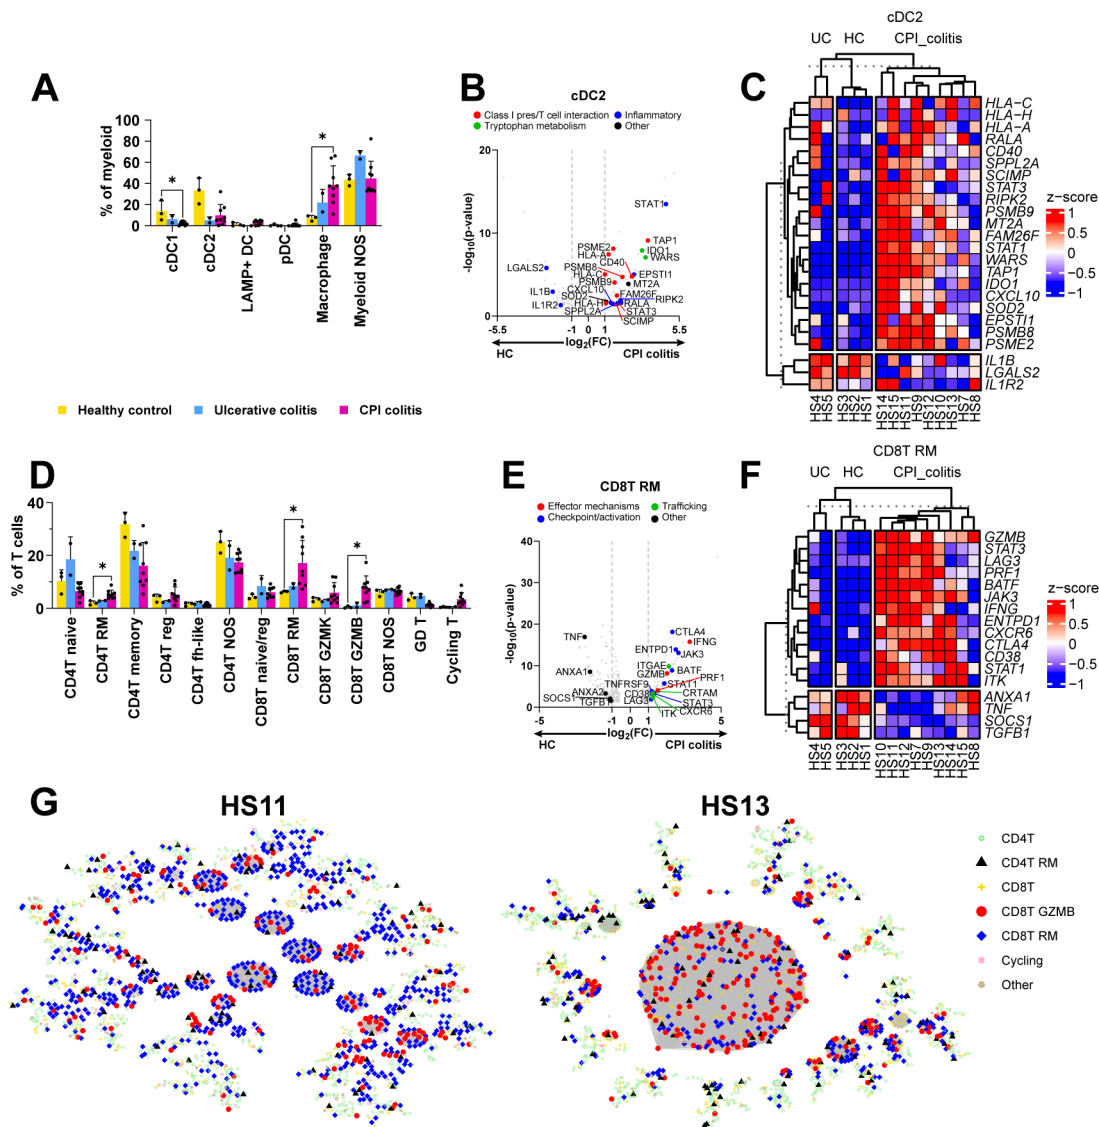 A
% of myeloid
100
80
60
40
20
0
*
*
cDC1
cDC2
LAMP+ DC
pDC
Macrophage
Myeloid NOS
Healthy control
Ulcerative colitis
CPI colitis
B
cDC2
Class I pres/T cell interaction
Inflammatory
Tryptophan metabolism
Other
-log10(p-value)
20
10
0
STAT1
TAP1
IDO1
WARS
PSME2
HLA-A
CD40
PSMB8
HLA-C
EPSTI1
PSMB9
MT2A
LGALS2
CXCL10
IL1B
SOD2
FAM26F
RIPK2
IL1R2
HLA-H
RALA
SPPL2A
STAT3
SCIMP
-5.5
-1
0
1
5.5
log2(FC)
HC
CPI colitis
C
cDC2
UC
HC
CPI_colitis
HLA-C
HLA-H
HLA-A
RALA
CD40
SPPL2A
SCIMP
STAT3
RIPK2
PSMB9
MT2A
FAM26F
STAT1
WARS
TAP1
IDO1
CXCL10
SOD2
EPSTI1
PSMB8
PSME2
IL1B
LGALS2
IL1R2
HS4
HS5
HS3
HS2
HS1
HS14
HS15
HS11
HS9
HS12
HS10
HS13
HS7
HS8
z-score
1
0.5
0
-0.5
-1
D
% of T cells
40
20
0
*
*
*
CD4T naive
CD4T RM
CD4T memory
CD4T reg
CD4T fh-like
CD4T NOS
CD8T naive/reg
CD8T RM
CD8T GZMK
CD8T GZMB
CD8T NOS
GD T
Cycling T
E
CD8T RM
Effector mechanisms
Trafficking
Checkpoint/activation
Other
-log10(p-value)
40
20
10
0
TNF
CTLA4
IFNG
ENTPD1
JAK3
ANXA1
ITGAE
BATF
GZMB
PRF1
TNFRSF9
STAT1
ANXA2
CD38
CRTAM
SOCS1
LAG3
STAT3
TGFB1
CXCR6
ITK
-5
-1
0
1
5
log2(FC)
HC
CPI colitis
F
CD8T RM
UC
HC
CPI_colitis
GZMB
STAT3
LAG3
PRF1
BATF
JAK3
IFNG
ENTPD1
CXCR6
CTLA4
CD38
STAT1
ITK
ANXA1
TNF
SOCS1
TGFB1
HS4
HS5
HS3
HS2
HS1
HS10
HS11
HS12
HS7
HS9
HS13
HS14
HS15
HS8
z-score
1
0.5
0
-0.5
-1
G
HS11
HS13
CD4T
CD4T RM
CD8T
CD8T GZMB
CD8T RM
Cycling
Other